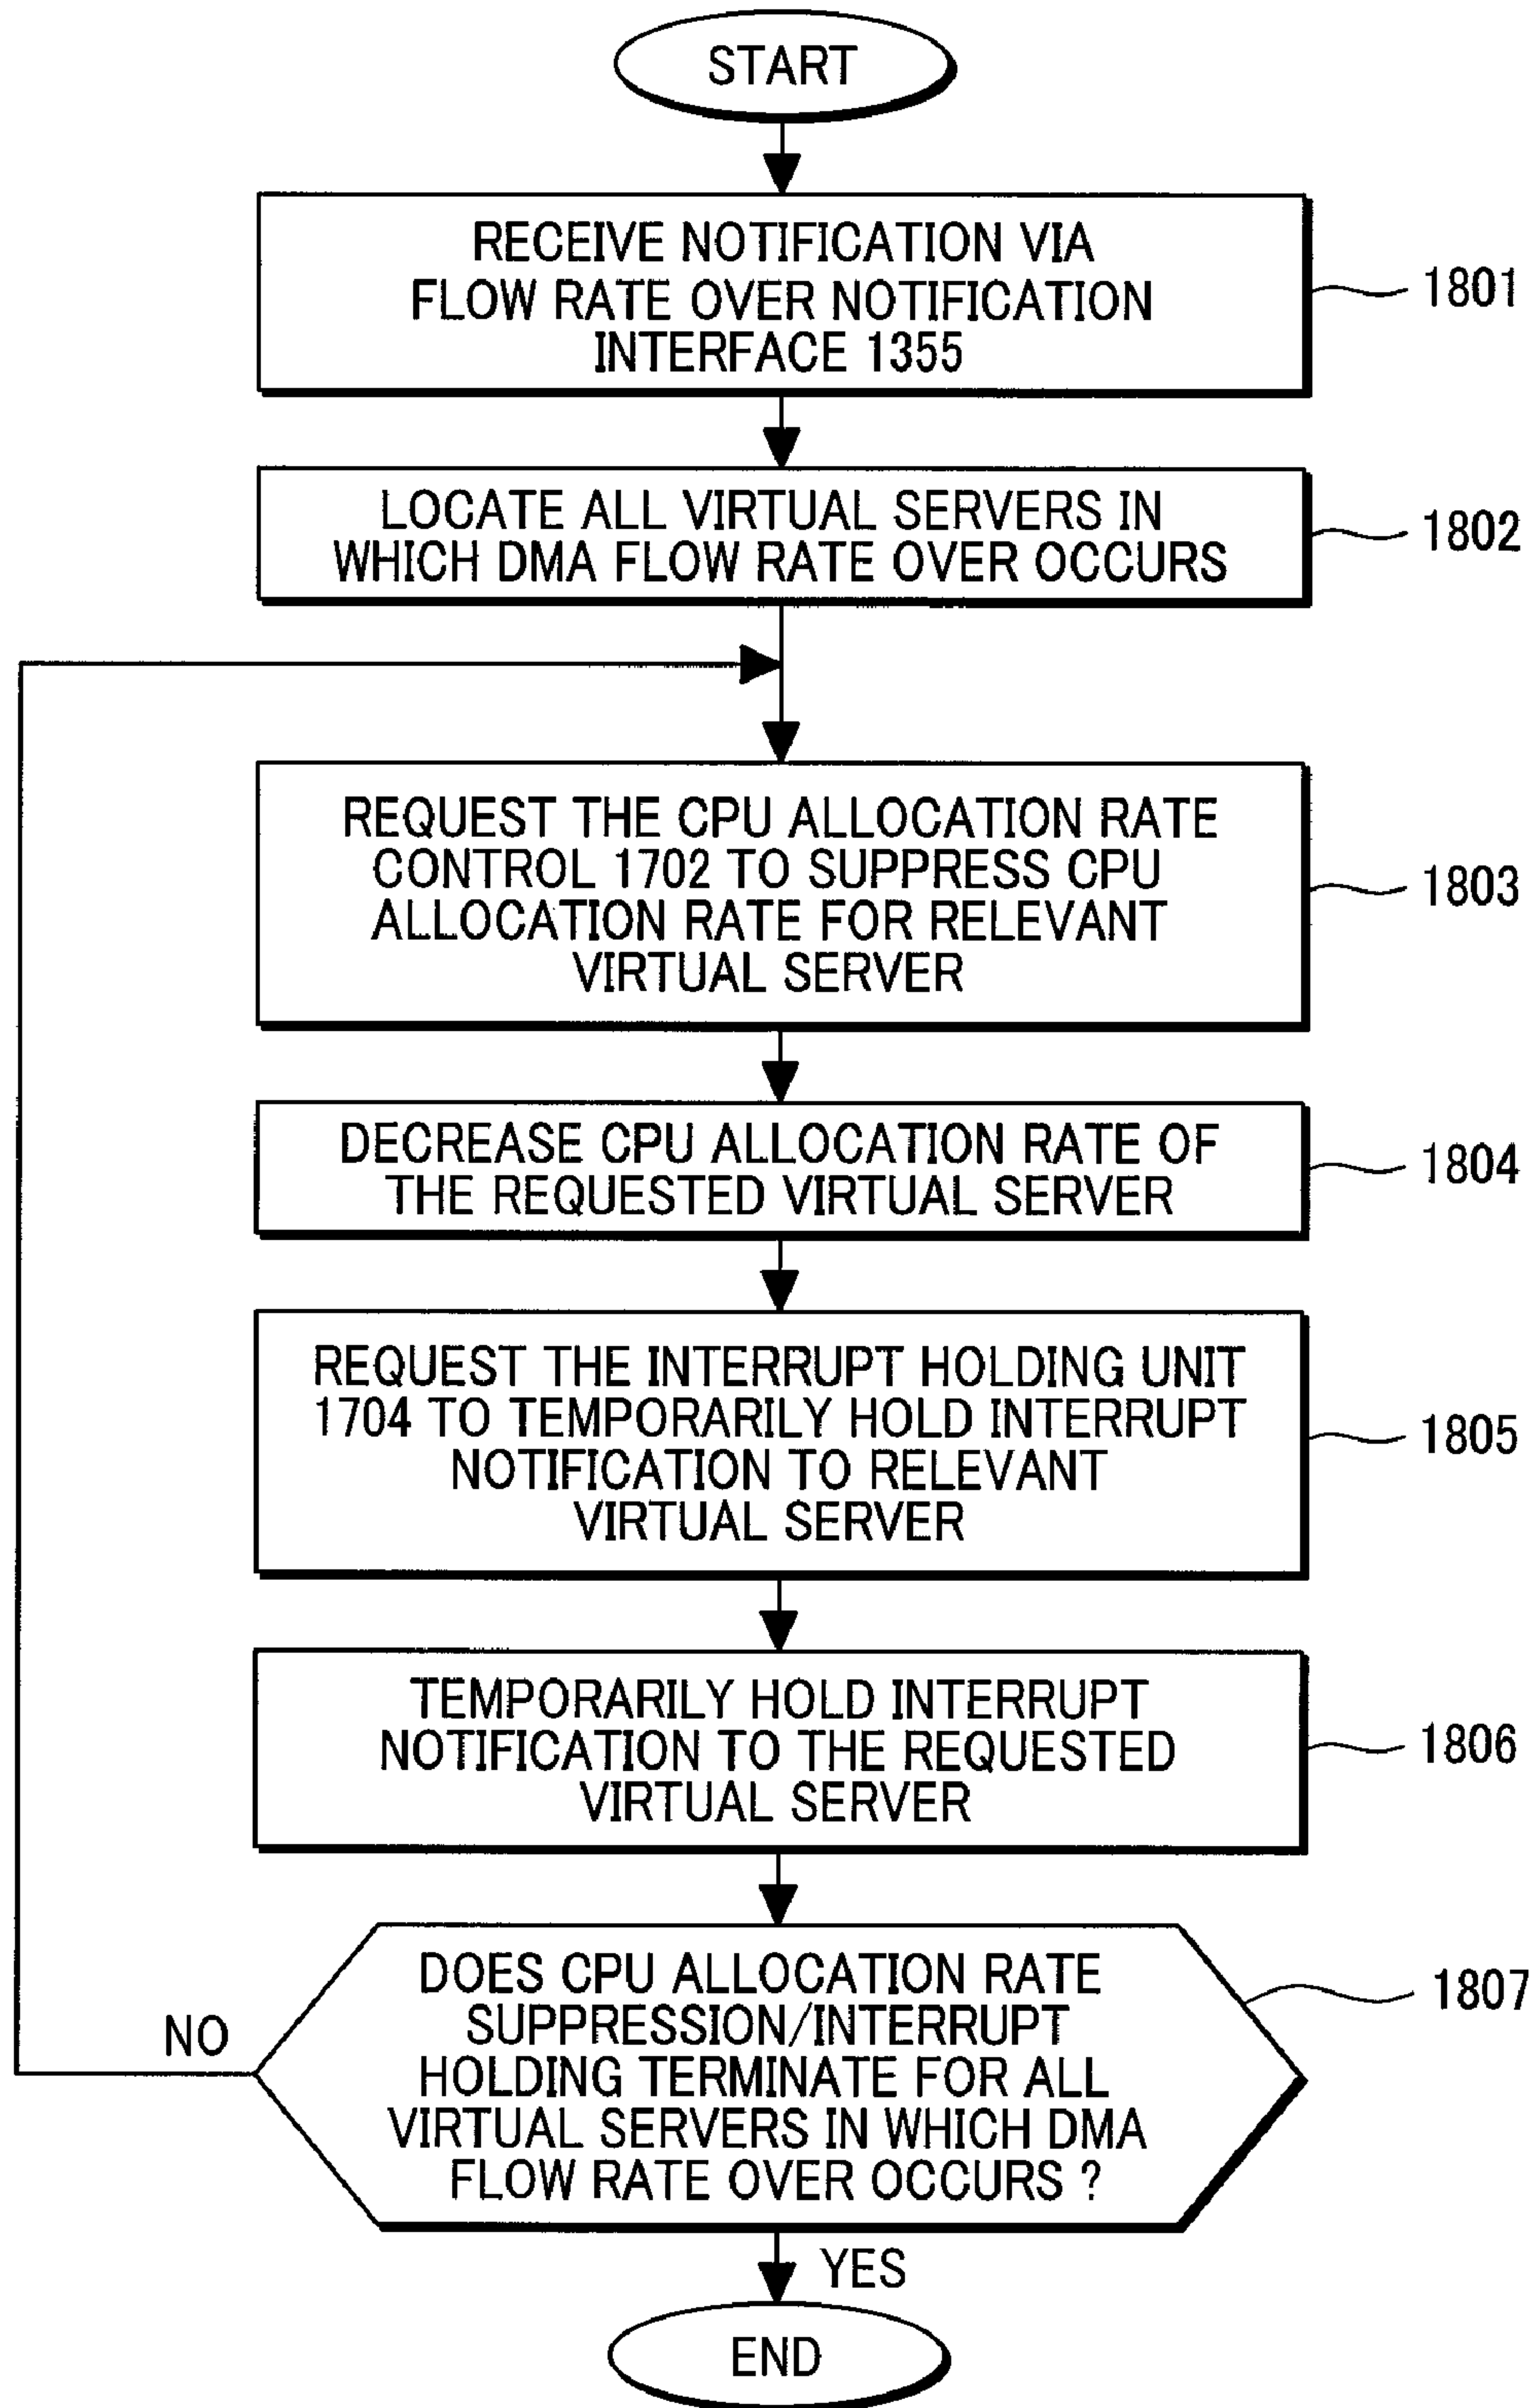 START
RECEIVE NOTIFICATION VIA
FLOW RATE OVER NOTIFICATION
INTERFACE 1355
1801
LOCATE ALL VIRTUAL SERVERS IN
WHICH DMA FLOW RATE OVER OCCURS
1802
REQUEST THE CPU ALLOCATION RATE
CONTROL 1702 TO SUPPRESS CPU
ALLOCATION RATE FOR RELEVANT
VIRTUAL SERVER
1803
DECREASE CPU ALLOCATION RATE OF
THE REQUESTED VIRTUAL SERVER
1804
REQUEST THE INTERRUPT HOLDING UNIT
1704 TO TEMPORARILY HOLD INTERRUPT
NOTIFICATION TO RELEVANT
VIRTUAL SERVER
1805
TEMPORARILY HOLD INTERRUPT
NOTIFICATION TO THE REQUESTED
VIRTUAL SERVER
1806
DOES CPU ALLOCATION RATE
SUPPRESSION/INTERRUPT
HOLDING TERMINATE FOR ALL
VIRTUAL SERVERS IN WHICH DMA
FLOW RATE OVER OCCURS ?
1807
NO
YES
END